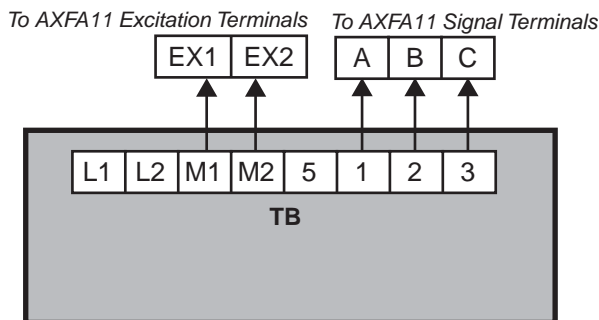 To AXFA11 Excitation Terminals To AXFA11 Signal Terminals
EX1 EX2 A B C
L1 L2 M1 M2 5 1 2 3
TB